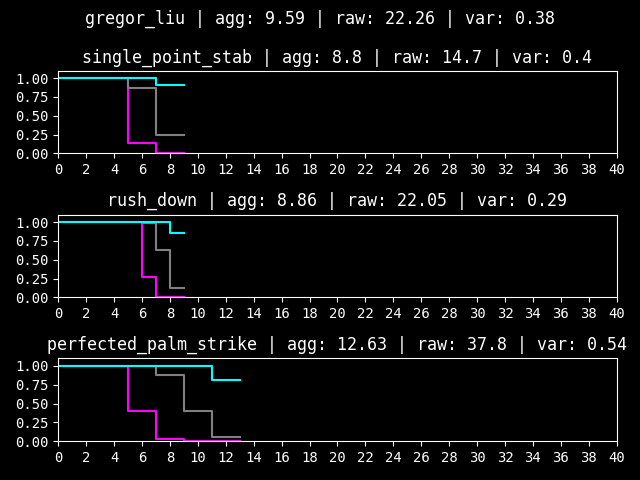 gregor_liu | agg: 9.59 | raw: 22.26 | var: 0.38
single_point_stab | agg: 8.8 | raw: 14.7 | var: 0.4
1.00
0.75
0.50
0.25
0.00
0 2 4 6 8 10 12 14 16 18 20 22 24 26 28 30 32 34 36 38 40
rush_down | agg: 8.86 | raw: 22.05 | var: 0.29
1.00
0.75
0.50
0.25
0.00
0 2 4 6 8 10 12 14 16 18 20 22 24 26 28 30 32 34 36 38 40
perfected_palm_strike | agg: 12.63 | raw: 37.8 | var: 0.54
1.00
0.75
0.50
0.25
0.00
0 2 4 6 8 10 12 14 16 18 20 22 24 26 28 30 32 34 36 38 40